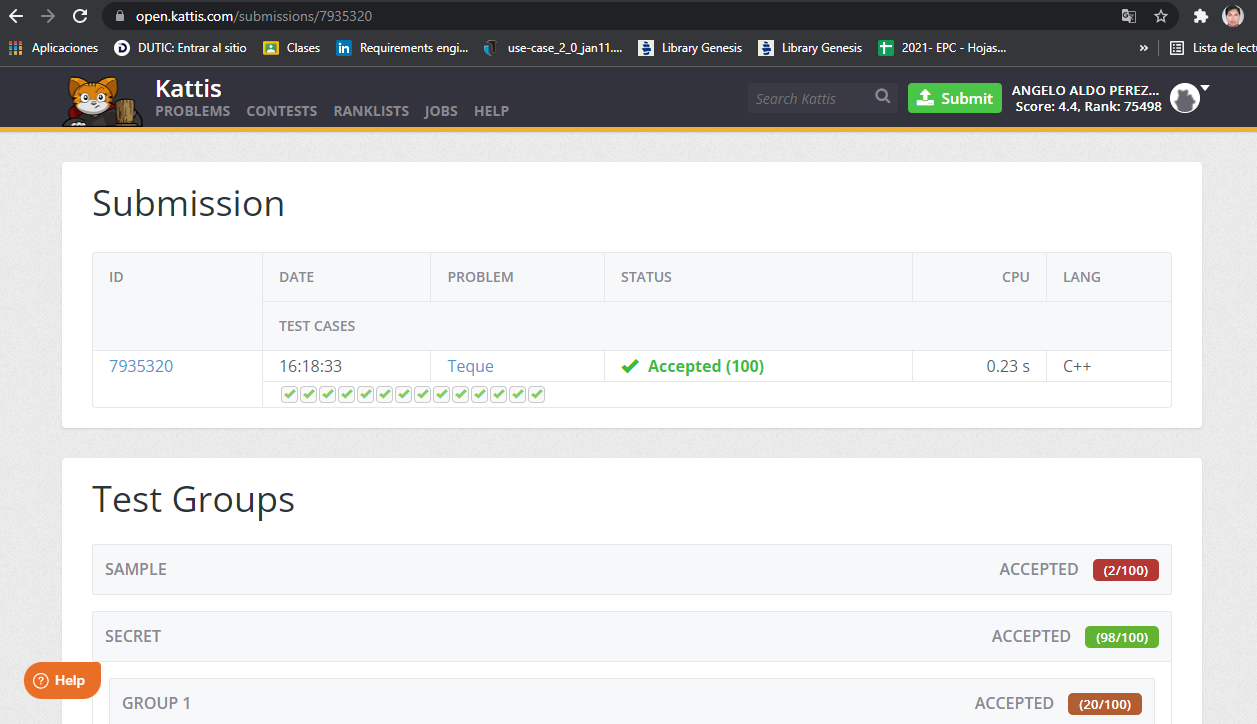 open.kattis.com/submissions/7935320
Aplicaciones DUTIC: Entrar al sitio Clases Requirements engi... use-case_2_0_jan11.... Library Genesis Library Genesis 2021- EPC - Hojas... » Lista de lect
Kattis
PROBLEMS CONTESTS RANKLISTS JOBS HELP
Search Kattis
Submit
ANGELO ALDO PEREZ...
Score: 4.4, Rank: 75498
Submission
ID DATE PROBLEM STATUS CPU LANG
TEST CASES
7935320 16:18:33 Teque Accepted (100) 0.23 s C++
Test Groups
SAMPLE ACCEPTED (2/100)
SECRET ACCEPTED (98/100)
Help
GROUP 1 ACCEPTED (20/100)